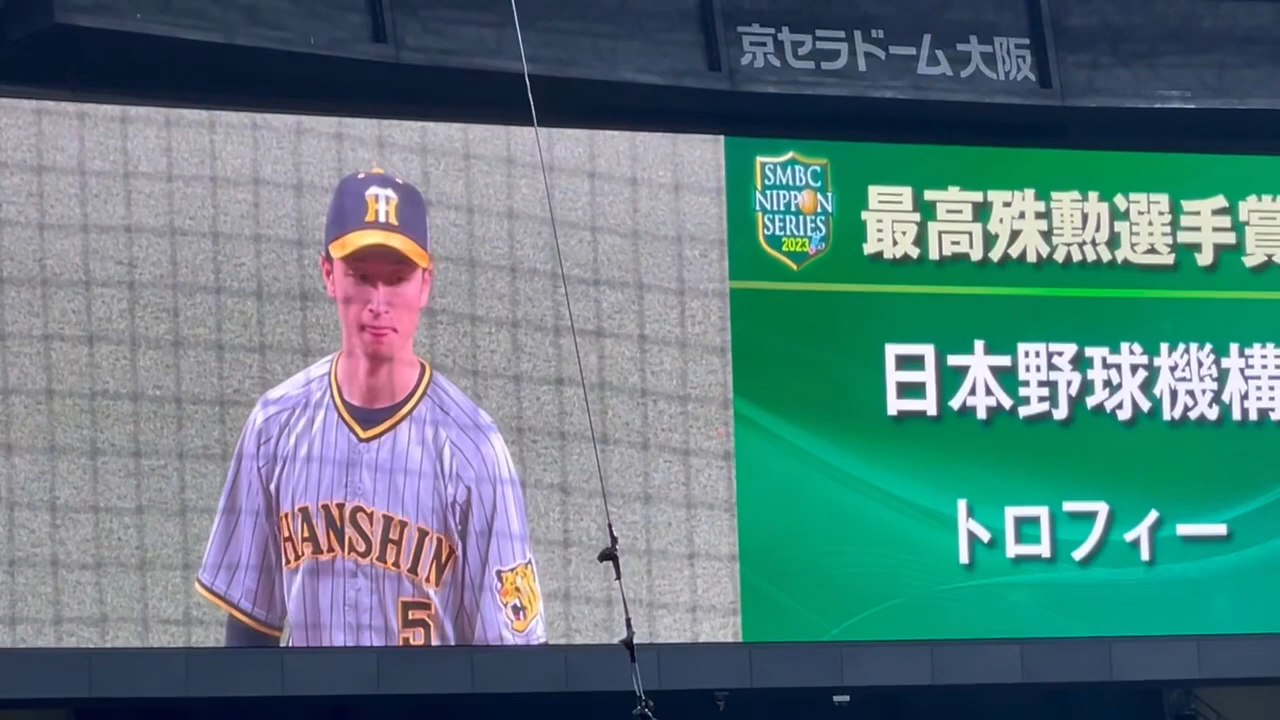 京セラドーム大阪
SMBC
NIPPON
SERIES
2023
最高殊勲選手賞
日本野球機構
トロフィー
HANSHIN
5